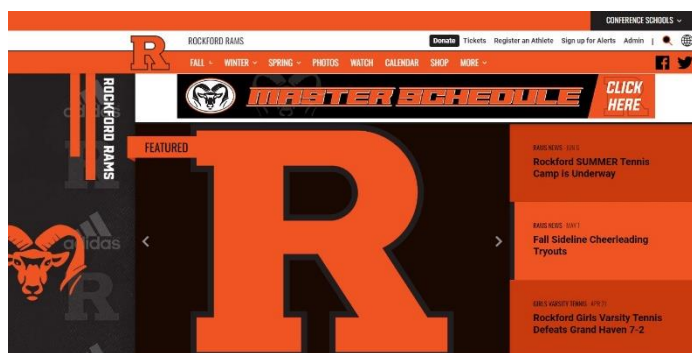 CONFERENCE SCHOOLS
R
ROCKFORD RAMS
Donate Tickets Register an Athlete Sign up for Alerts Admin |
FALL WINTER SPRING PHOTOS WATCH CALENDAR SHOP MORE
MASTER SCHEDULE
CLICK
HERE
ROCKFORD RAMS
adidas
R
adidas
R
FEATURED
R
RAMS NEWS
Rockford SUMMER Tennis
Camp is Underway
RAMS NEWS
Fall Sideline Cheerleading
Tryouts
GIRLS VARSITY TENNIS
Rockford Girls Varsity Tennis
Defeats Grand Haven 7-2